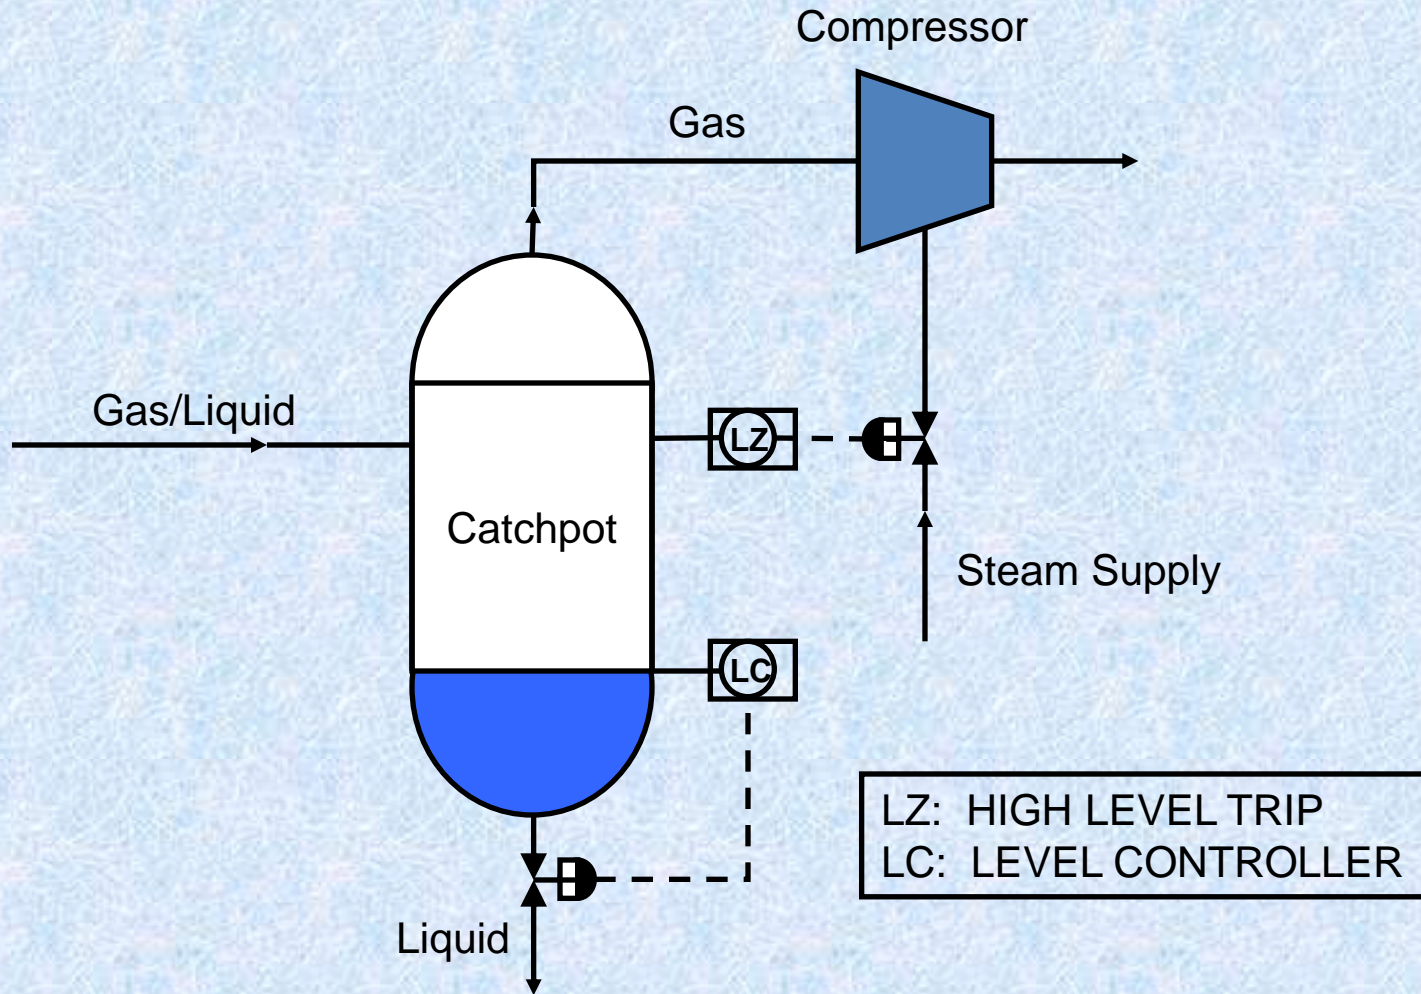 Compressor
Gas
Gas/Liquid
LZ
Catchpot
Steam Supply
LC
LZ: HIGH LEVEL TRIP
LC: LEVEL CONTROLLER
Liquid